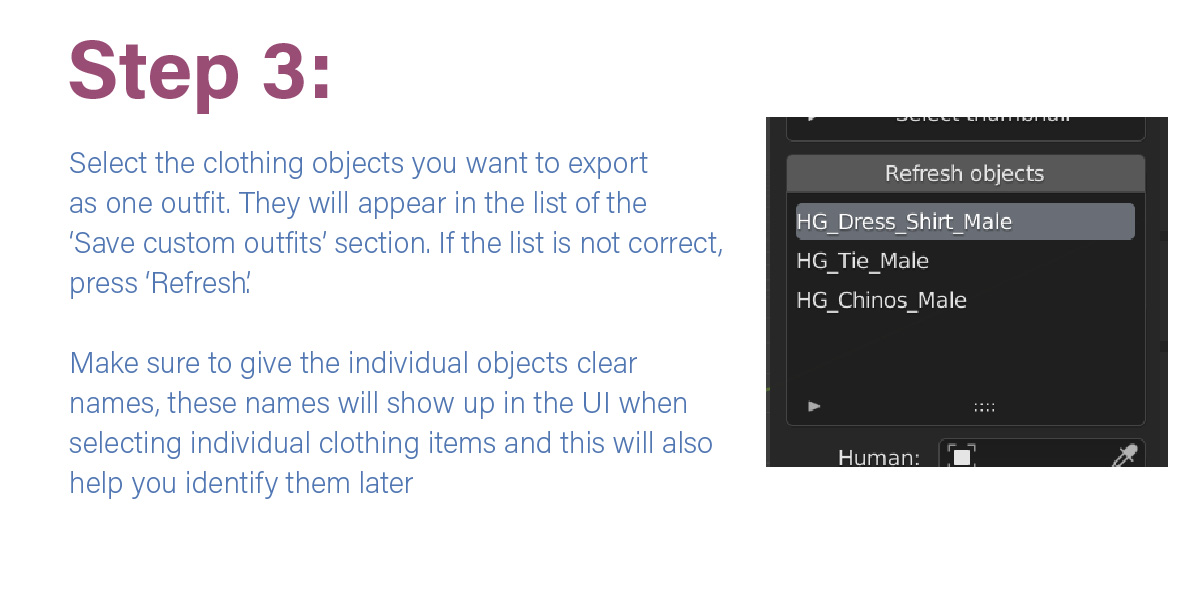 Step 3:
Select the clothing objects you want to export
as one outfit. They will appear in the list of the
‘Save custom outfits’ section. If the list is not correct,
press ‘Refresh’.
Make sure to give the individual objects clear
names, these names will show up in the UI when
selecting individual clothing items and this will also
help you identify them later
Select thumbnail
Refresh objects
HG_Dress_Shirt_Male
HG_Tie_Male
HG_Chinos_Male
Human: